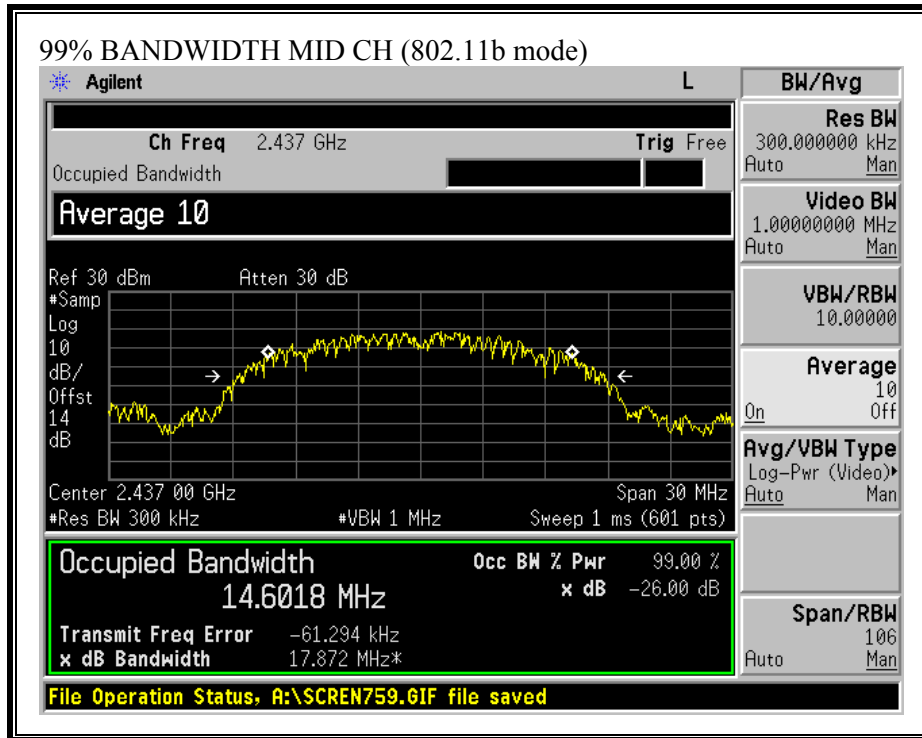 99% BANDWIDTH MID CH (802.11b mode)
Agilent L
BW/Avg
Ch Freq 2.437 GHz Trig Free
Occupied Bandwidth
Average 10
Ref 30 dBm Atten 30 dB
#Samp
Log
10
dB/
Offst
14
dB
Center 2.437 00 GHz Span 30 MHz
#Res BW 300 kHz #VBW 1 MHz Sweep 1 ms (601 pts)
Occupied Bandwidth
14.6018 MHz
Occ BW % Pwr 99.00 %
x dB -26.00 dB
Transmit Freq Error -61.294 kHz
x dB Bandwidth 17.872 MHz*
File Operation Status, A:\SCREN759.GIF file saved
Res BW
300.000000 kHz
Auto Man
Video BW
1.00000000 MHz
Auto Man
VBW/RBW
10.00000
Average
10
On Off
Avg/VBW Type
Log-Pwr (Video)▸
Auto Man
Span/RBW
106
Auto Man